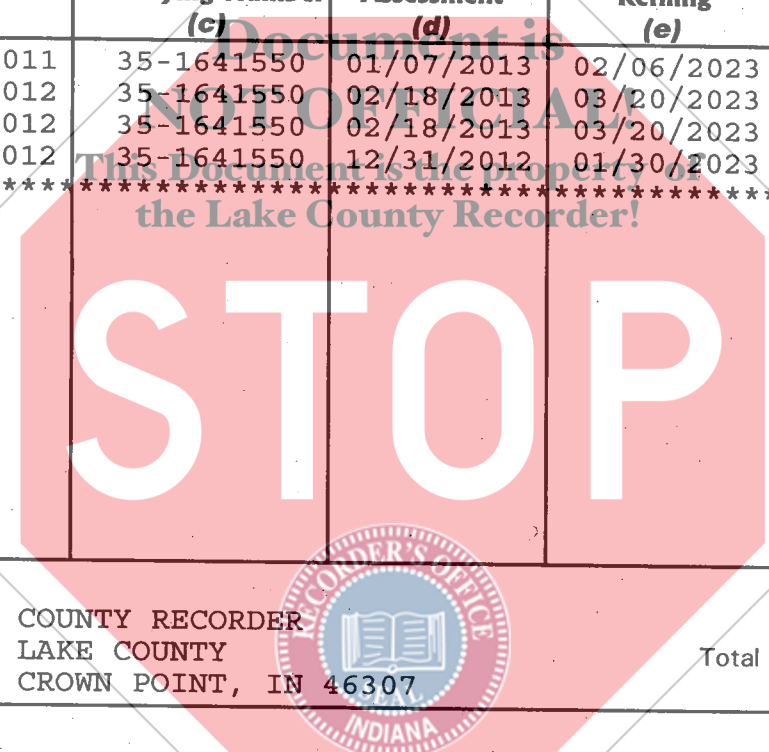 Assessment
(c) (d) (e)
Document is
011 35-1641550 01/07/2013 02/06/2023
NOT OFFICIAL!
012 35-1641550 02/18/2013 03/20/2023
012 35-1641550 02/18/2013 03/20/2023
012 35-1641550 12/31/2012 01/30/2023
This Document is the property of
the Lake County Recorder!
STOP
RECORDER'S OFFICE
COUNTY RECORDER
LAKE COUNTY
Total
CROWN POINT, IN 46307
SEAL
INDIANA